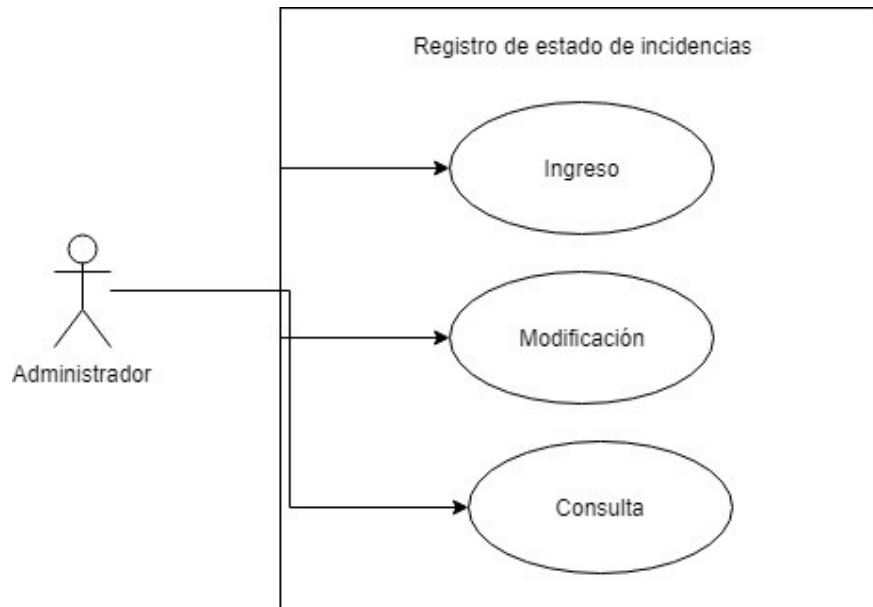 Registro de estado de incidencias
Ingreso
Modificación
Administrador
Consulta